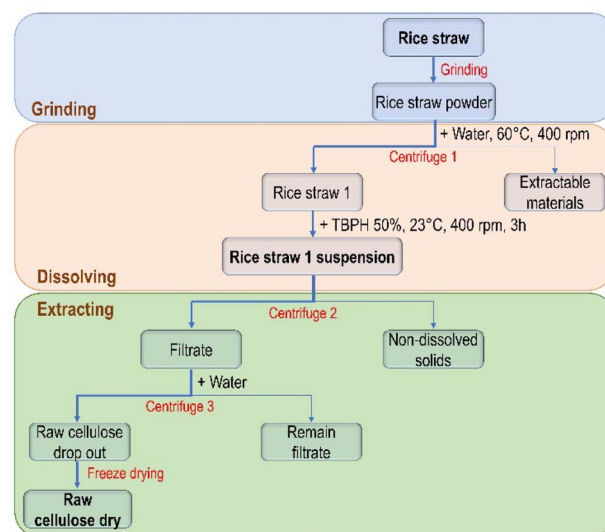 Rice straw
Grinding
Rice straw powder
Grinding
+ Water, 60°C, 400 rpm
Centrifuge 1
Rice straw 1
Extractable
materials
+ TBPH 50%, 23°C, 400 rpm, 3h
Rice straw 1 suspension
Dissolving
Extracting
Centrifuge 2
Filtrate
Non-dissolved
solids
+ Water
Centrifuge 3
Raw cellulose
drop out
Remain
filtrate
Freeze drying
Raw
cellulose dry